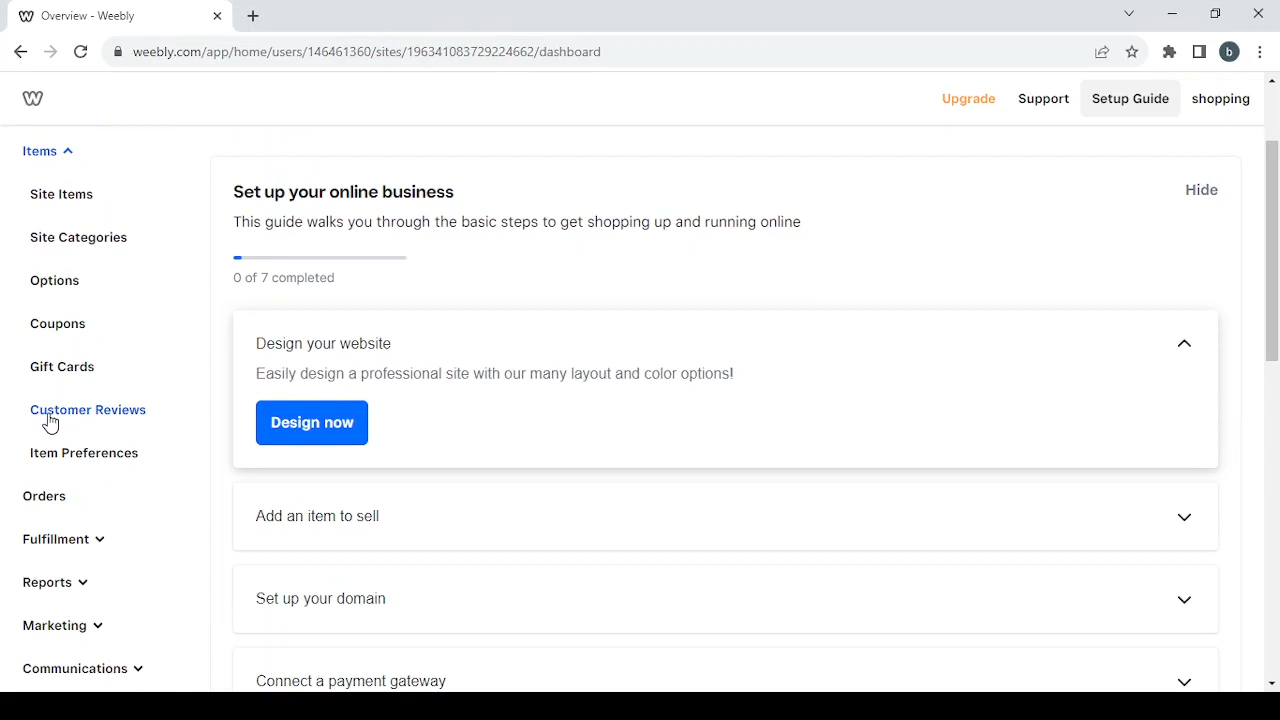 Overview - Weebly
weebly.com/app/home/users/146461360/sites/196341083729224662/dashboard
b
Upgrade
Support
Setup Guide
shopping
Items
Site Items
Site Categories
Options
Coupons
Gift Cards
Customer Reviews
Item Preferences
Orders
Fulfillment
Reports
Marketing
Communications
Set up your online business
Hide
This guide walks you through the basic steps to get shopping up and running online
0 of 7 completed
Design your website
Easily design a professional site with our many layout and color options!
Design now
Add an item to sell
Set up your domain
Connect a payment gateway